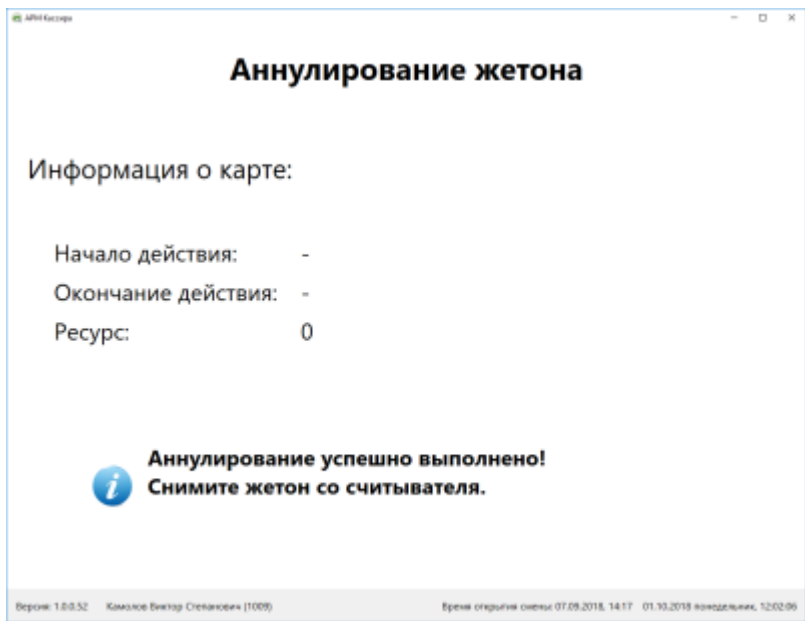 АРМ Кассира
Аннулирование жетона
Информация о карте:
Начало действия: -
Окончание действия: -
Ресурс: 0
Аннулирование успешно выполнено!
Снимите жетон со считывателя.
Версия: 1.0.0.52 Камолов Виктор Степанович (1009) Время открытия смены: 07.09.2018, 14:17 01.10.2018 понедельник, 12:02:06